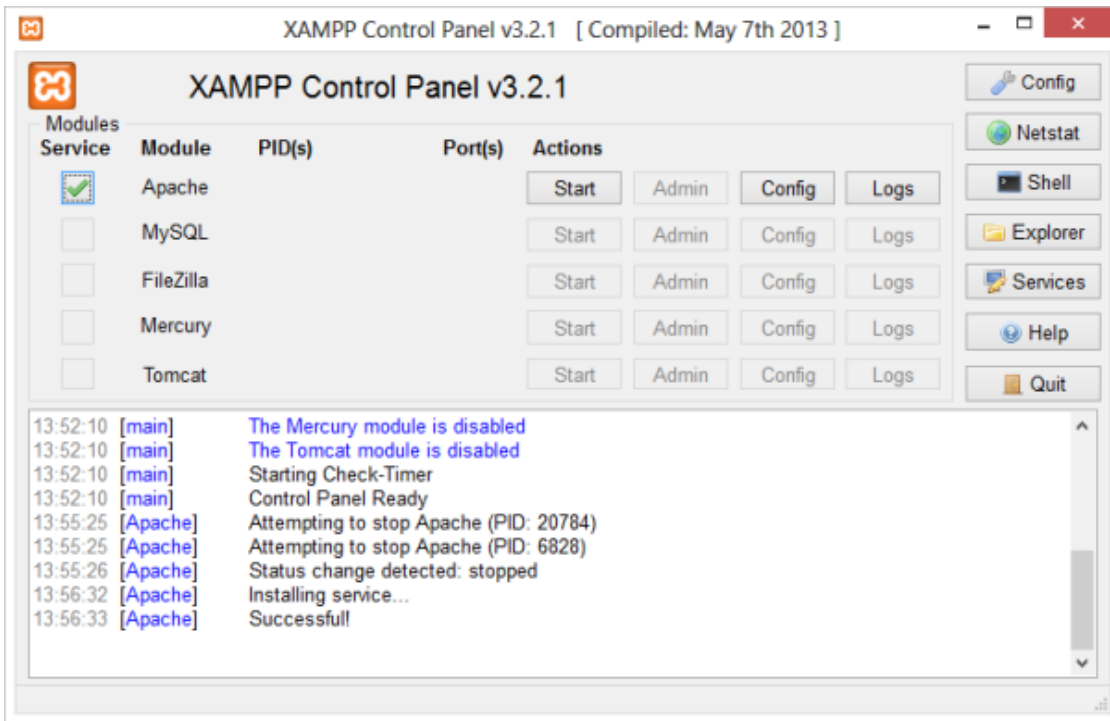 XAMPP Control Panel v3.2.1 [ Compiled: May 7th 2013 ]
XAMPP Control Panel v3.2.1
Config
Modules
Netstat
Service Module PID(s) Port(s) Actions
Apache Start Admin Config Logs
Shell
MySQL Start Admin Config Logs
Explorer
FileZilla Start Admin Config Logs
Services
Mercury Start Admin Config Logs
Help
Tomcat Start Admin Config Logs
Quit
13:52:10 [main] The Mercury module is disabled
13:52:10 [main] The Tomcat module is disabled
13:52:10 [main] Starting Check-Timer
13:52:10 [main] Control Panel Ready
13:55:25 [Apache] Attempting to stop Apache (PID: 20784)
13:55:25 [Apache] Attempting to stop Apache (PID: 6828)
13:55:26 [Apache] Status change detected: stopped
13:56:32 [Apache] Installing service...
13:56:33 [Apache] Successful!